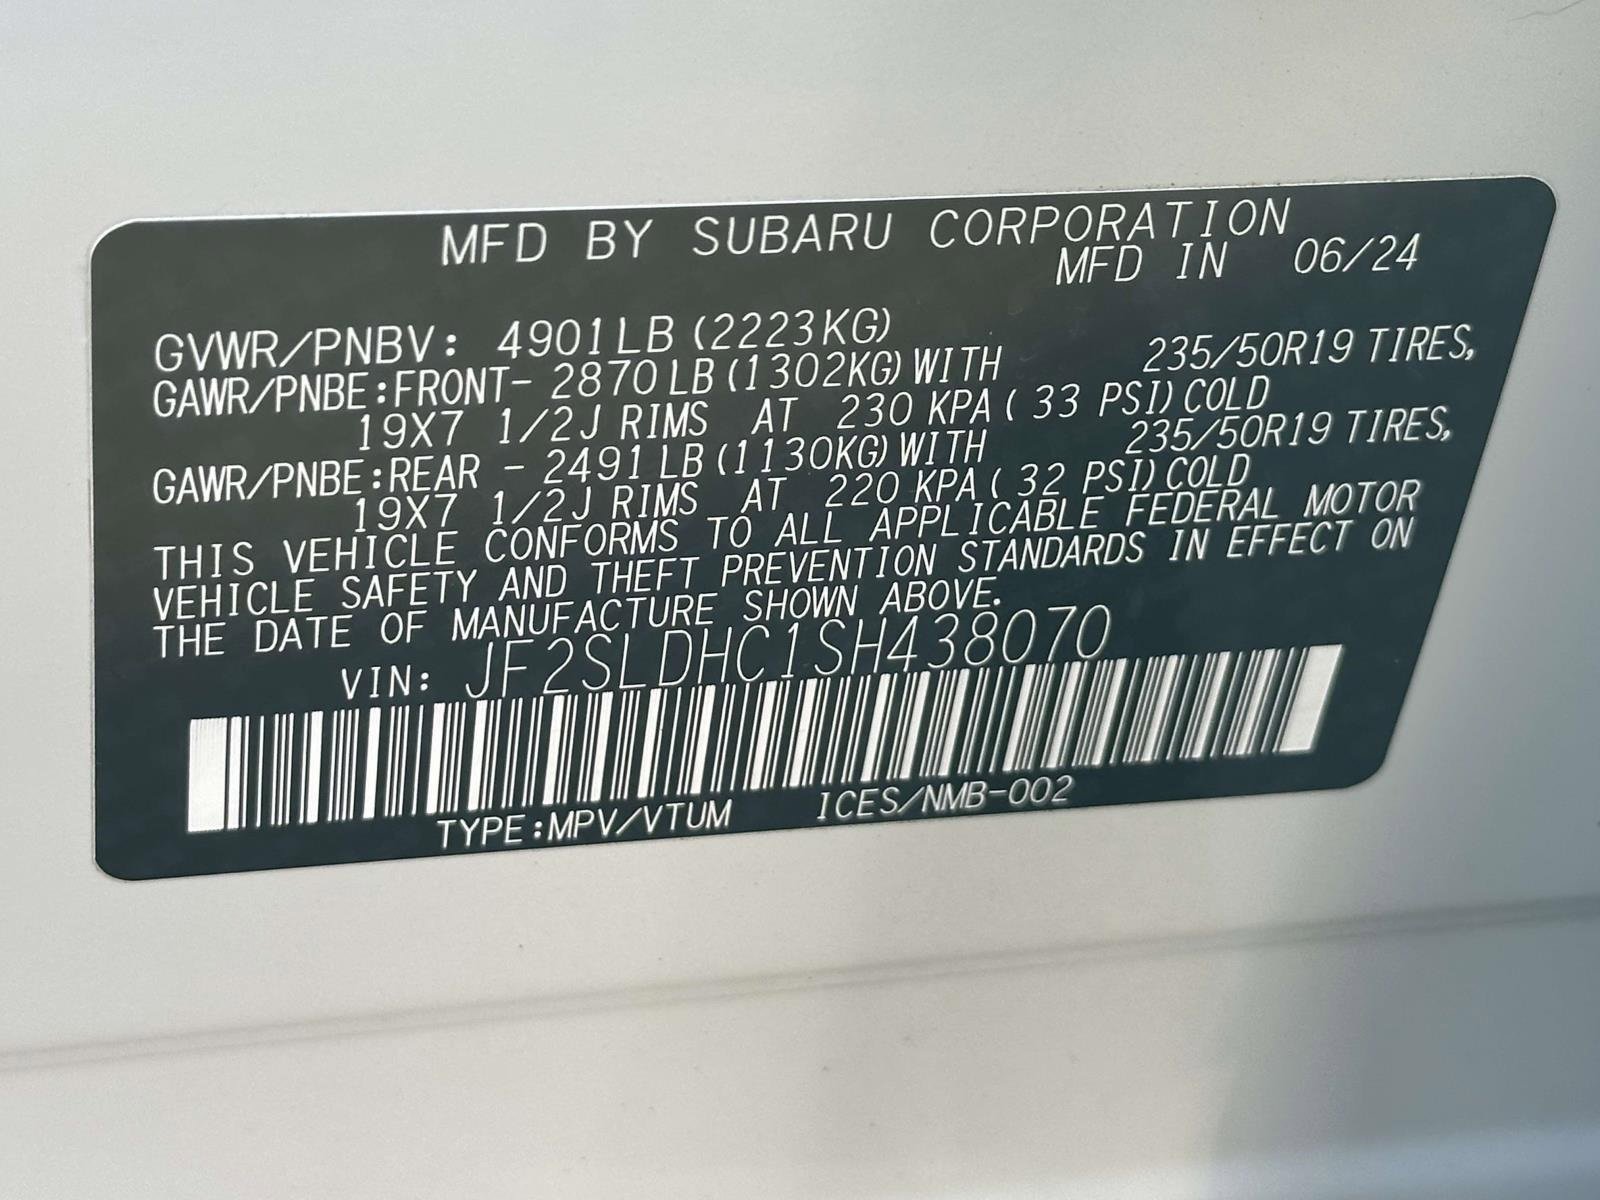 MFD BY SUBARU CORPORATION
MFD IN 06/24
GVWR/PNBV: 4901LB (2223KG)
GAWR/PNBE:FRONT- 2870LB(1302KG)WITH 235/50R19 TIRES,
19X7 1/2J RIMS AT 230 KPA( 33 PSI)COLD
GAWR/PNBE:REAR - 2491LB(1130KG)WITH 235/50R19 TIRES,
19X7 1/2J RIMS AT 220 KPA( 32 PSI)COLD
THIS VEHICLE CONFORMS TO ALL APPLICABLE FEDERAL MOTOR
VEHICLE SAFETY AND THEFT PREVENTION STANDARDS IN EFFECT ON
THE DATE OF MANUFACTURE SHOWN ABOVE.
VIN: JF2SLDHC1SH438070
TYPE:MPV/VTUM ICES/NMB-002